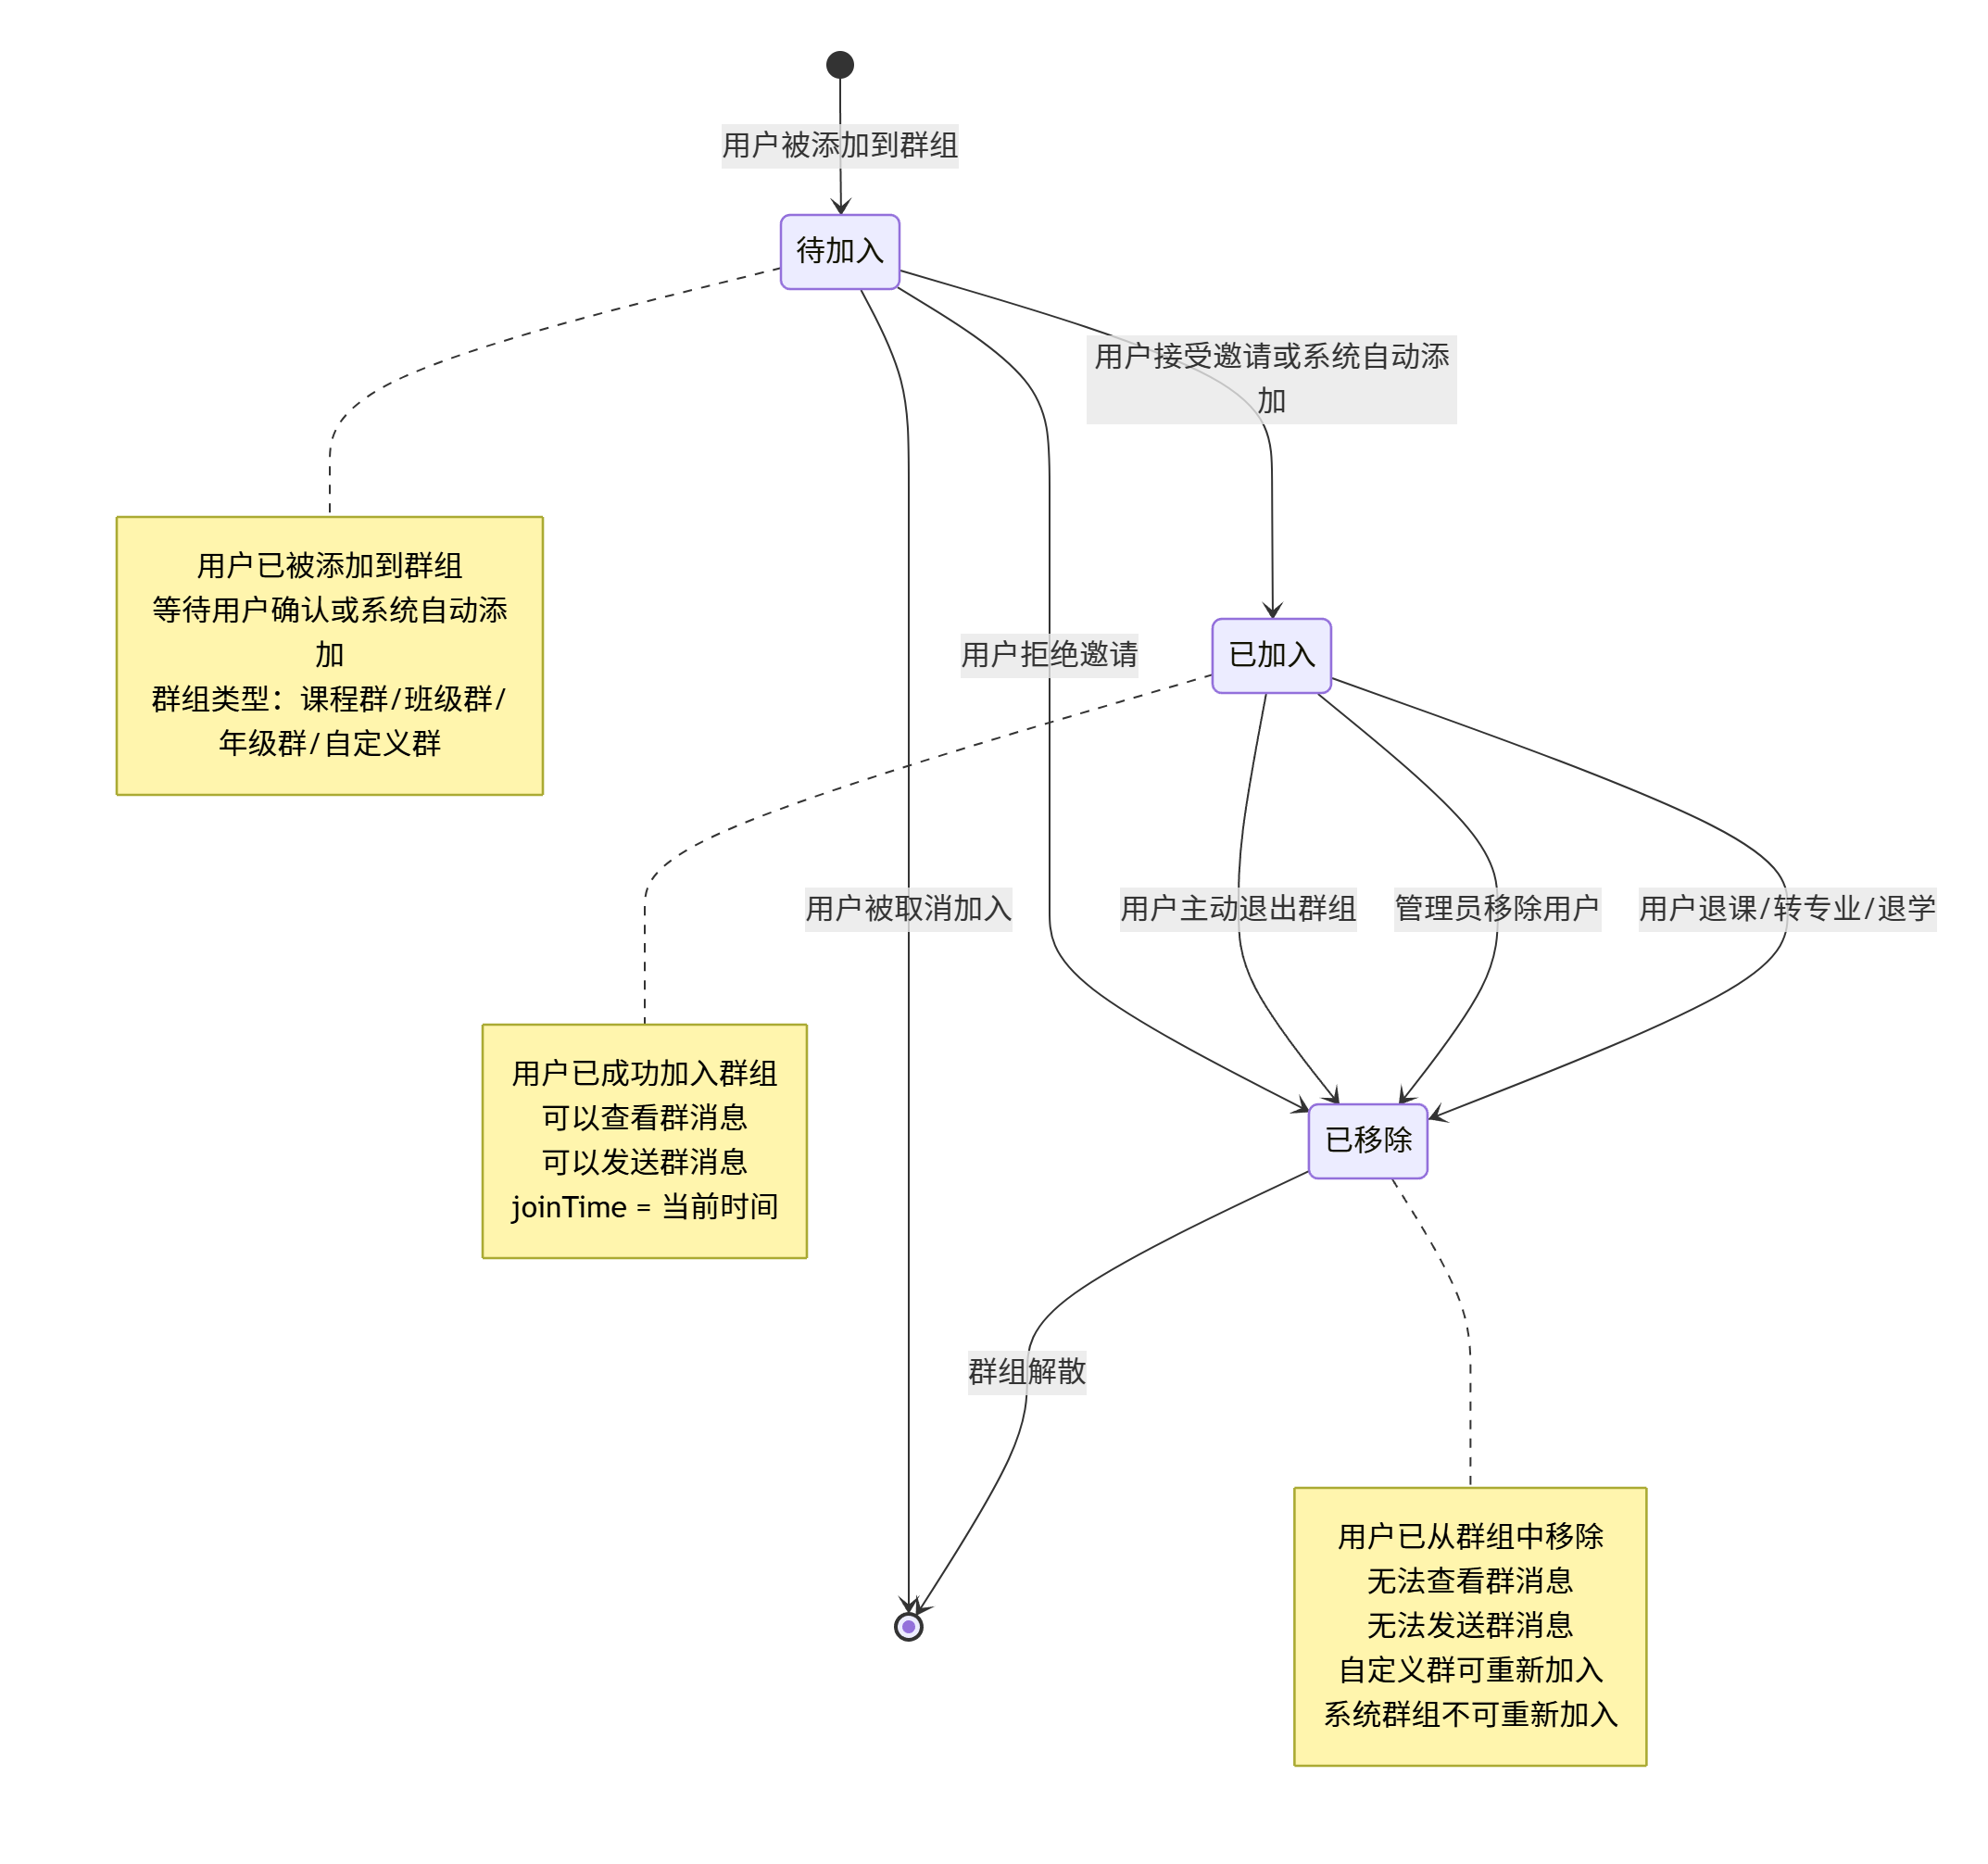 用户被添加到群组
待加入
用户接受邀请或系统自动添
加
用户已被添加到群组
等待用户确认或系统自动添
加
群组类型：课程群/班级群/
年级群/自定义群
用户拒绝邀请
已加入
用户被取消加入
用户主动退出群组
管理员移除用户
用户退课/转专业/退学
用户已成功加入群组
可以查看群消息
可以发送群消息
joinTime = 当前时间
已移除
群组解散
用户已从群组中移除
无法查看群消息
无法发送群消息
自定义群可重新加入
系统群组不可重新加入